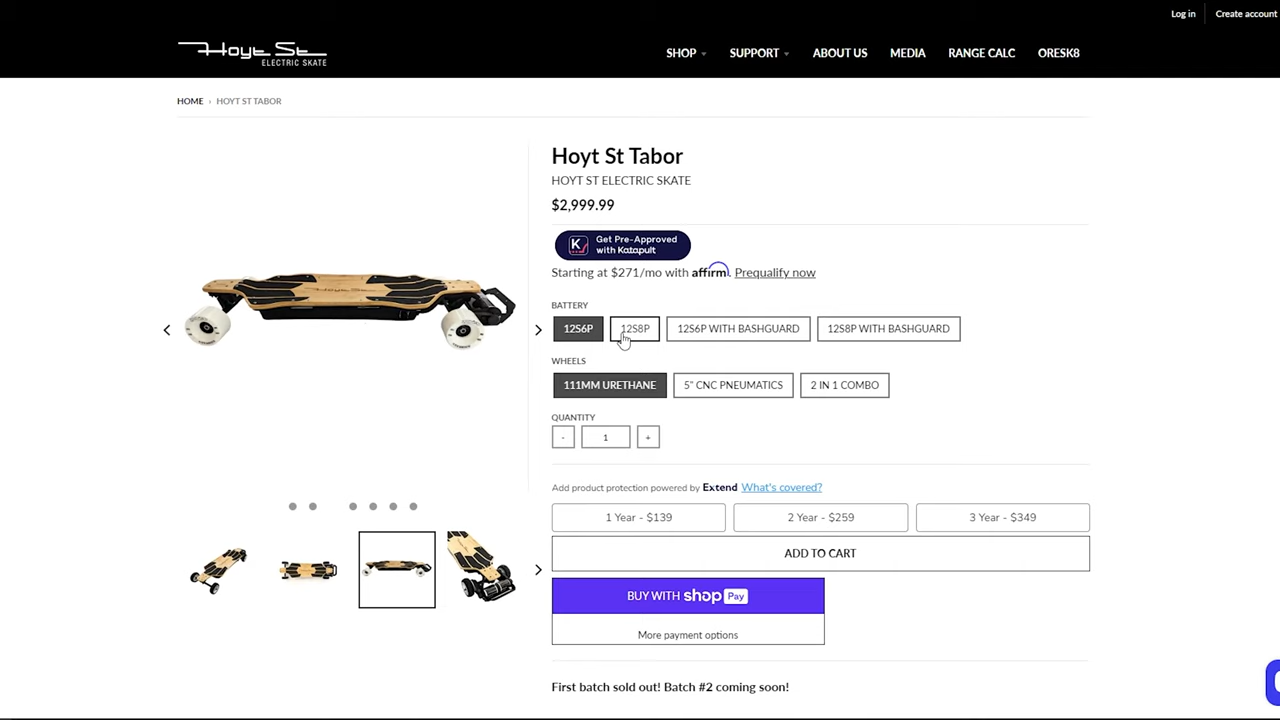 Log in
Create account
Hoyt St
ELECTRIC SKATE
SHOP
SUPPORT
ABOUT US
MEDIA
RANGE CALC
ORESK8
HOME › HOYT ST TABOR
Hoyt St Tabor
HOYT ST ELECTRIC SKATE
$2,999.99
K Get Pre-Approved
with Katapult
Starting at $271/mo with affirm. Prequalify now
BATTERY
12S6P
12S8P
12S6P WITH BASHGUARD
12S8P WITH BASHGUARD
WHEELS
111MM URETHANE
5" CNC PNEUMATICS
2 IN 1 COMBO
QUANTITY
- 1 +
Add product protection powered by Extend What's covered?
1 Year - $139
2 Year - $259
3 Year - $349
ADD TO CART
BUY WITH shop Pay
More payment options
First batch sold out! Batch #2 coming soon!